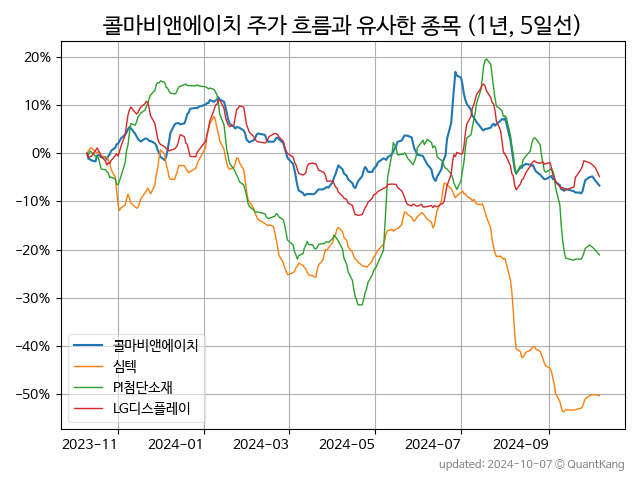 콜마비앤에이치 주가 흐름과 유사한 종목 (1년, 5일선)
20%
10%
0%
−10%
−20%
−30%
−40%
−50%
콜마비앤에이치
심텍
PI첨단소재
LG디스플레이
2023-11
2024-01
2024-03
2024-05
2024-07
2024-09
updated: 2024-10-07 © QuantKang